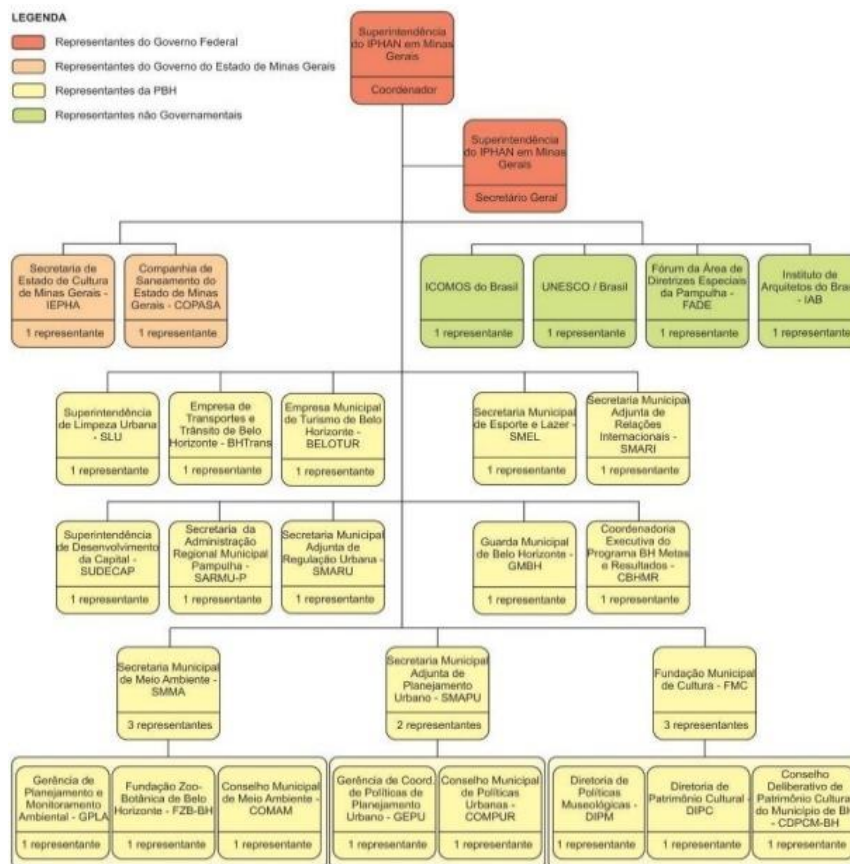 LEGENDA
Representantes do Governo Federal
Representantes do Governo do Estado de Minas Gerais
Representantes da PBH
Representantes não Governamentais
Superintendência
do IPHAN em Minas
Gerais
Coordenador
Superintendência
do IPHAN em Minas
Gerais
Secretário Geral
Secretaria de
Estado de Cultura
de Minas Gerais -
IEPHA
1 representante
Companhia de
Saneamento do
Estado de Minas
Gerais - COPASA
1 representante
ICOMOS do Brasil
1 representante
UNESCO / Brasil
1 representante
Fórum da Área de
Diretrizes Especiais
da Pampulha -
FADE
1 representante
Instituto de
Arquitetos do Brasil
- IAB
1 representante
Superintendência
de Limpeza Urbana
- SLU
1 representante
Empresa de
Transportes e
Trânsito de Belo
Horizonte - BHTrans
1 representante
Empresa Municipal
de Turismo de Belo
Horizonte -
BELOTUR
1 representante
Secretaria Municipal
de Esporte e Lazer -
SMEL
1 representante
Secretaria Municipal
Adjunta de
Relações
Internacionais -
SMARI
1 representante
Superintendência
de Desenvolvimento
da Capital -
SUDECAP
1 representante
Secretaria da
Administração
Regional Municipal
Pampulha -
SARMU-P
1 representante
Secretaria Municipal
Adjunta de
Regulação Urbana -
SMARU
1 representante
Guarda Municipal
de Belo Horizonte -
GMBH
1 representante
Coordenadoria
Executiva do
Programa BH Metas
e Resultados -
CBHMR
1 representante
Secretaria Municipal
de Meio Ambiente -
SMMA
3 representantes
Secretaria Municipal
Adjunta de
Planejamento
Urbano - SMAPU
2 representantes
Fundação Municipal
de Cultura - FMC
3 representantes
Gerência de
Planejamento e
Monitoramento
Ambiental - GPLA
1 representante
Fundação Zoo-
Botânica de Belo
Horizonte - FZB-BH
1 representante
Conselho Municipal
de Meio Ambiente -
COMAM
1 representante
Gerência de Coord.
de Políticas de
Planejamento
Urbano - GEPU
1 representante
Conselho Municipal
de Políticas
Urbanas -
COMPUR
1 representante
Diretoria de
Políticas
Museológicas -
DIPM
1 representante
Diretoria de
Patrimônio Cultural -
DIPC
1 representante
Conselho
Deliberativo de
Patrimônio Cultural
do Município de BH
- CDPCM-BH
1 representante